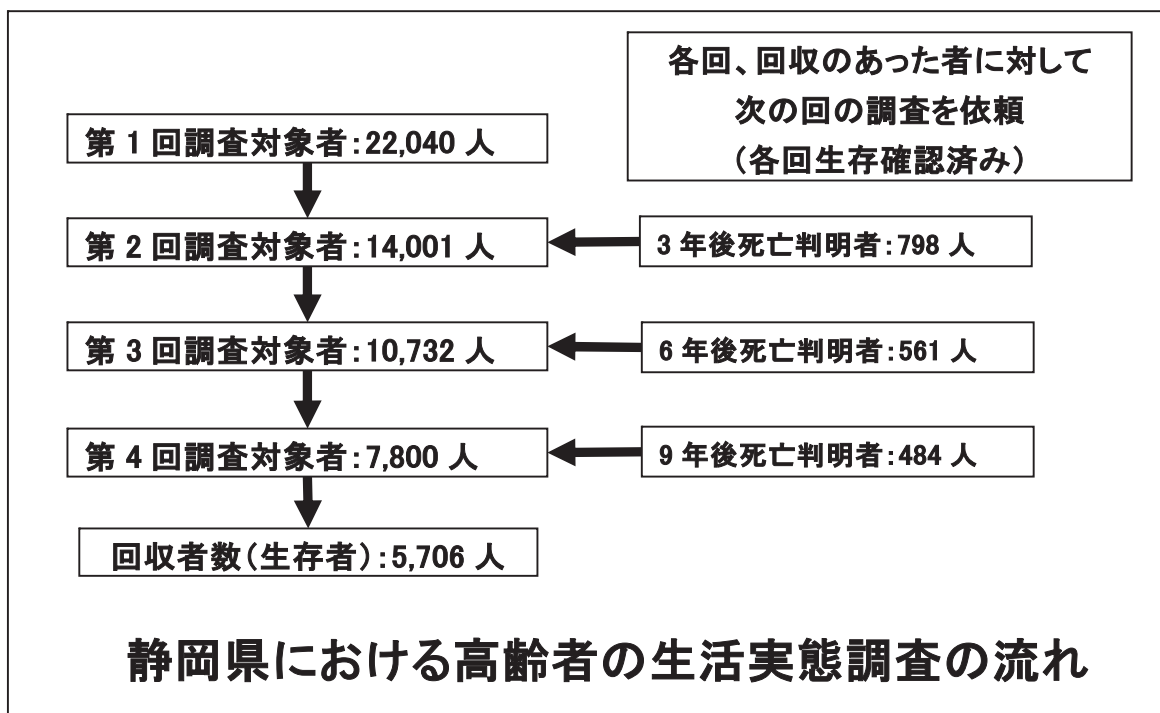 各回、回収のあった者に対して
次の回の調査を依頼
（各回生存確認済み）
第 1 回調査対象者：22,040 人
第 2 回調査対象者：14,001 人
3 年後死亡判明者：798 人
第 3 回調査対象者：10,732 人
6 年後死亡判明者：561 人
第 4 回調査対象者：7,800 人
9 年後死亡判明者：484 人
回収者数（生存者）：5,706 人
静岡県における高齢者の生活実態調査の流れ